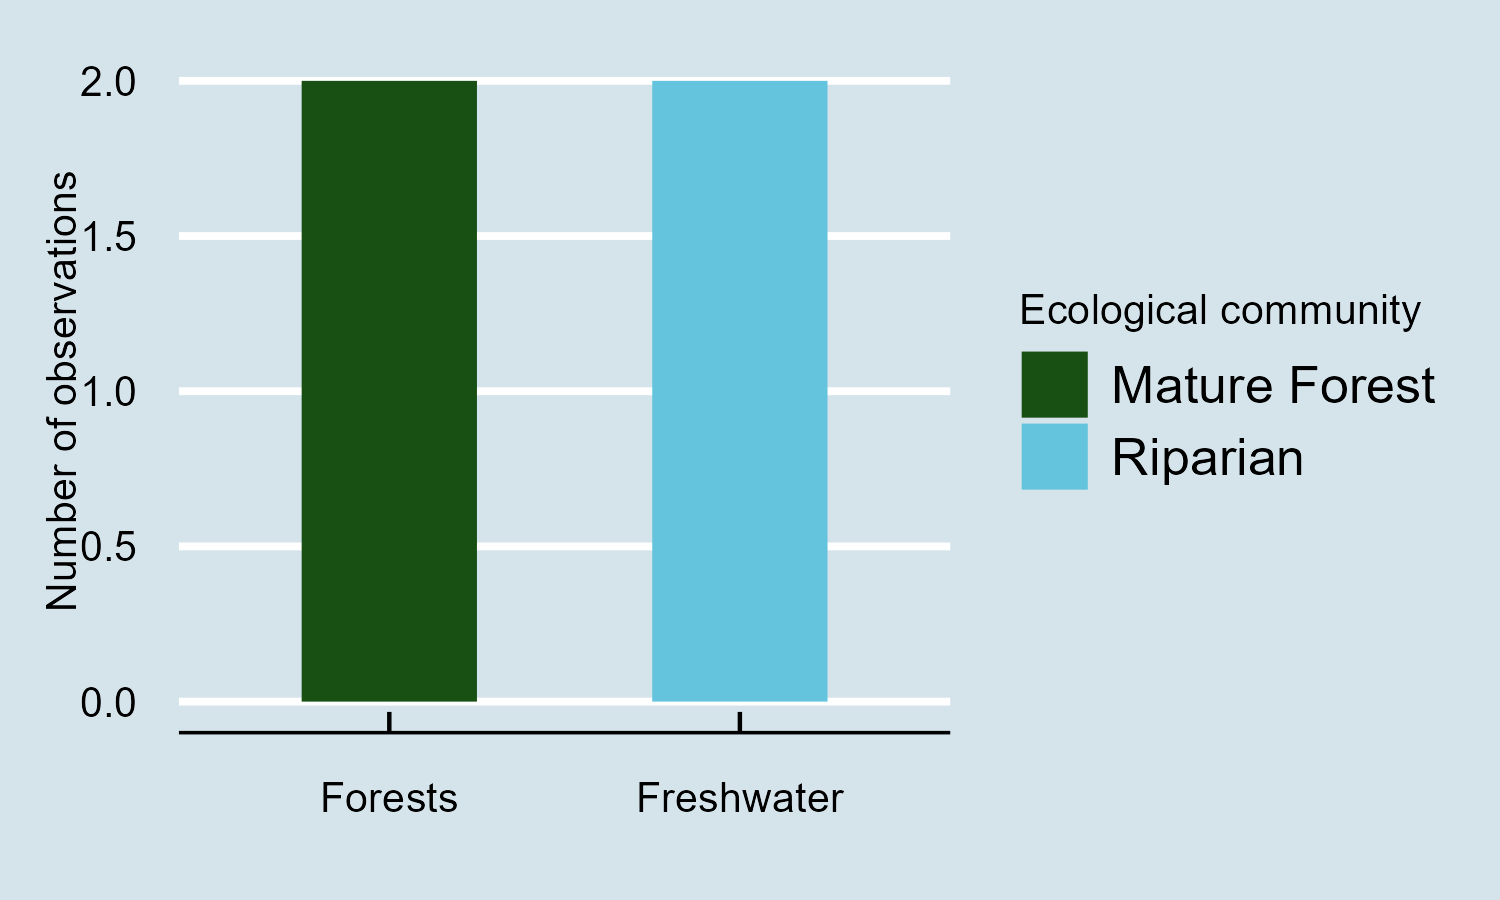 Number of observations
2.0
1.5
1.0
0.5
0.0
Forests
Freshwater
Ecological community
Mature Forest
Riparian